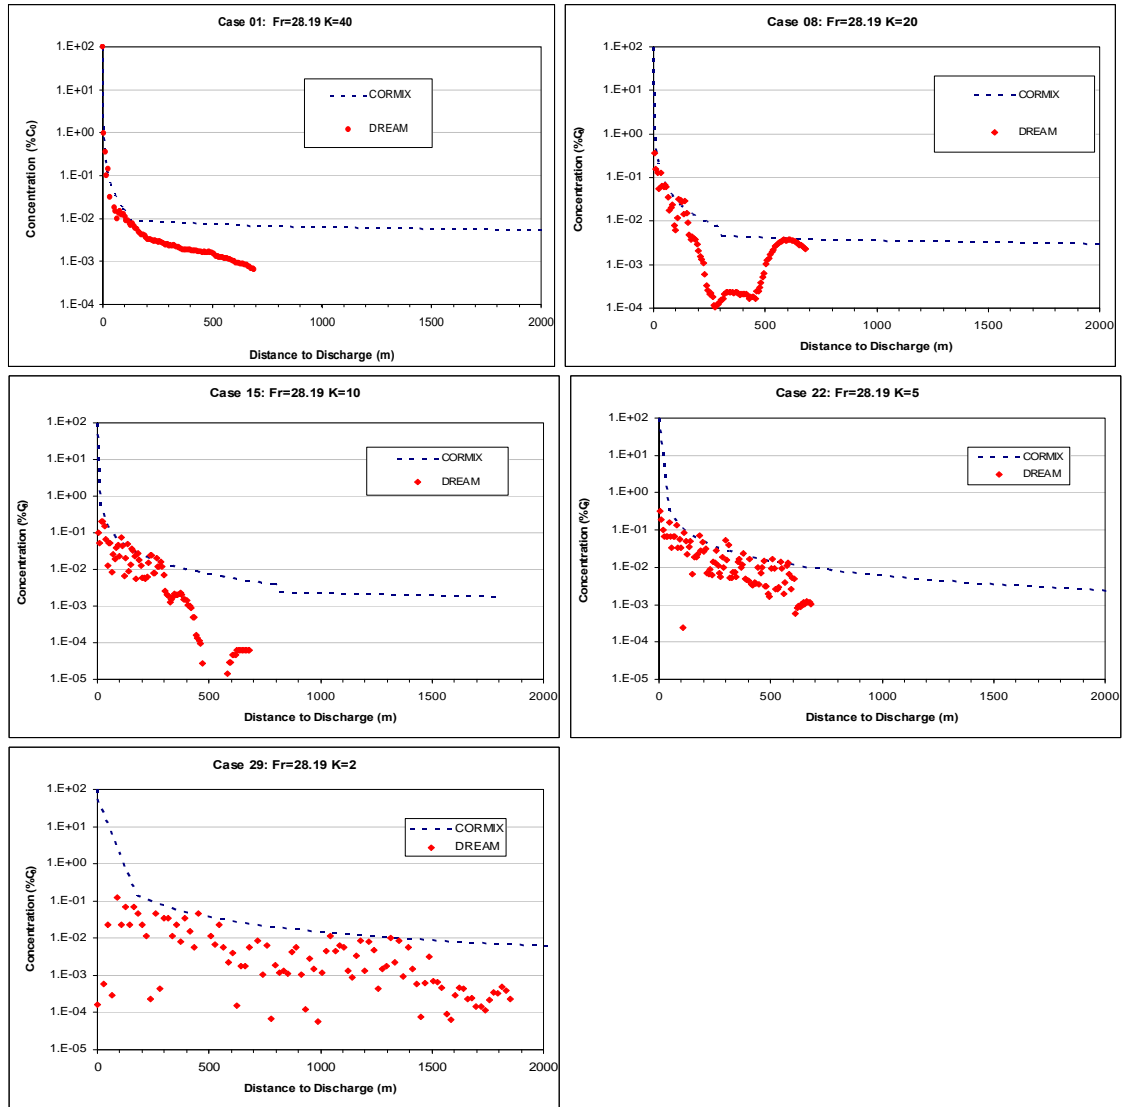 Case 01: Fr=28.19 K=40
1.E+02
1.E+01
1.E+00
1.E-01
1.E-02
1.E-03
1.E-04
0
500
1000
1500
2000
Concentration (%C0)
Distance to Discharge (m)
CORMIX
DREAM
Case 08: Fr=28.19 K=20
1.E+02
1.E+01
1.E+00
1.E-01
1.E-02
1.E-03
1.E-04
0
500
1000
1500
2000
Concentration (%C0)
Distance to Discharge (m)
CORMIX
DREAM
Case 15: Fr=28.19 K=10
1.E+02
1.E+01
1.E+00
1.E-01
1.E-02
1.E-03
1.E-04
1.E-05
0
500
1000
1500
2000
Concentration (%C0)
Distance to Discharge (m)
CORMIX
DREAM
Case 22: Fr=28.19 K=5
1.E+02
1.E+01
1.E+00
1.E-01
1.E-02
1.E-03
1.E-04
1.E-05
0
500
1000
1500
2000
Concentration (%C0)
Distance to Discharge (m)
CORMIX
DREAM
Case 29: Fr=28.19 K=2
1.E+02
1.E+01
1.E+00
1.E-01
1.E-02
1.E-03
1.E-04
1.E-05
0
500
1000
1500
2000
Concentration (%C0)
Distance to Discharge (m)
CORMIX
DREAM